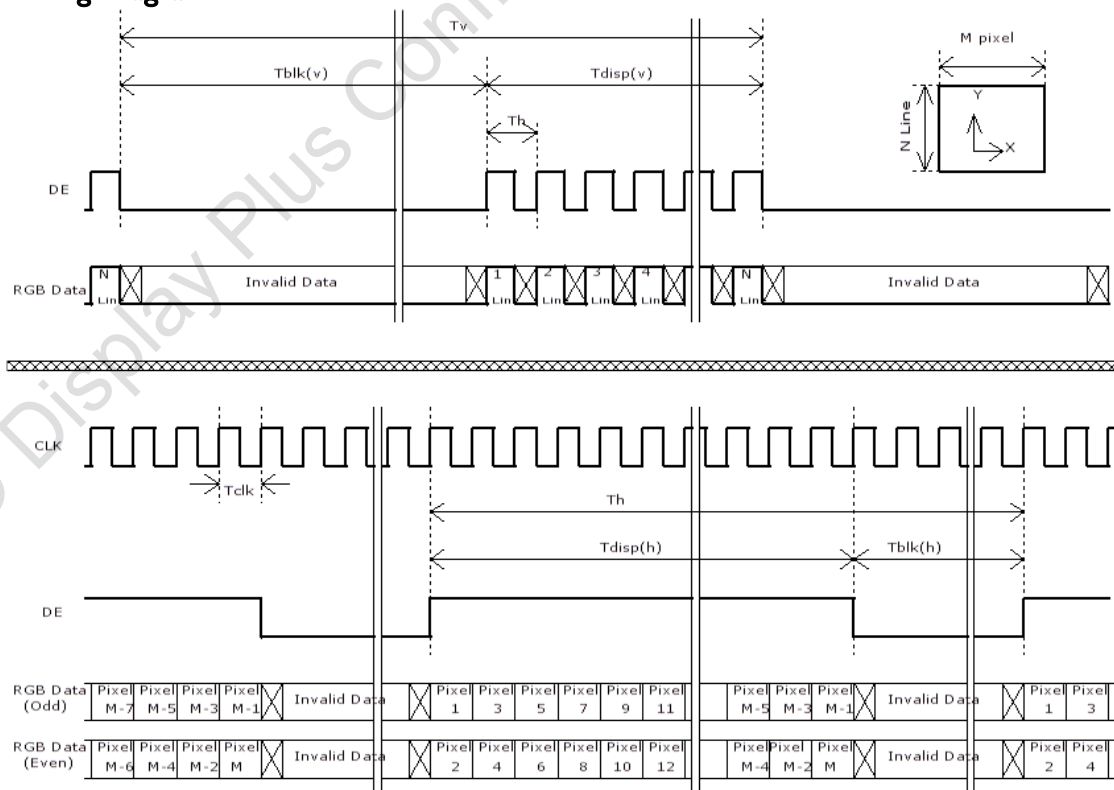 Tv
M pixel
Tblk(v)
Tdisp(v)
Y
Th
N Line
X
DE
N
1
2
3
4
N
RGB Data
Invalid Data
Invalid Data
Lin
Lin
Lin
Lin
Lin
Lin
Display Plus
CLK
Tclk
Th
Tdisp(h)
Tblk(h)
DE
RGB Data (Odd)
Pixel M-7
Pixel M-5
Pixel M-3
Pixel M-1
Invalid Data
Pixel 1
Pixel 3
Pixel 5
Pixel 7
Pixel 9
Pixel 11
Pixel M-5
Pixel M-3
Pixel M-1
Invalid Data
Pixel 1
Pixel 3
RGB Data (Even)
Pixel M-6
Pixel M-4
Pixel M-2
Pixel M
Invalid Data
Pixel 2
Pixel 4
Pixel 6
Pixel 8
Pixel 10
Pixel 12
Pixel M-4
Pixel M-2
Pixel M
Invalid Data
Pixel 2
Pixel 4